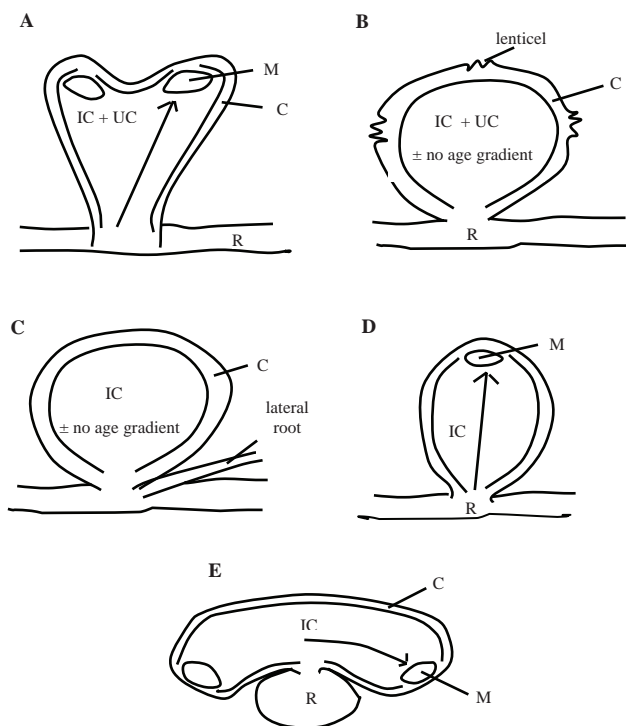 A
M
C
IC + UC
R
B
lenticel
C
IC + UC
± no age gradient
R
C
C
IC
± no age gradient
lateral
root
D
M
IC
R
E
C
IC
R
M